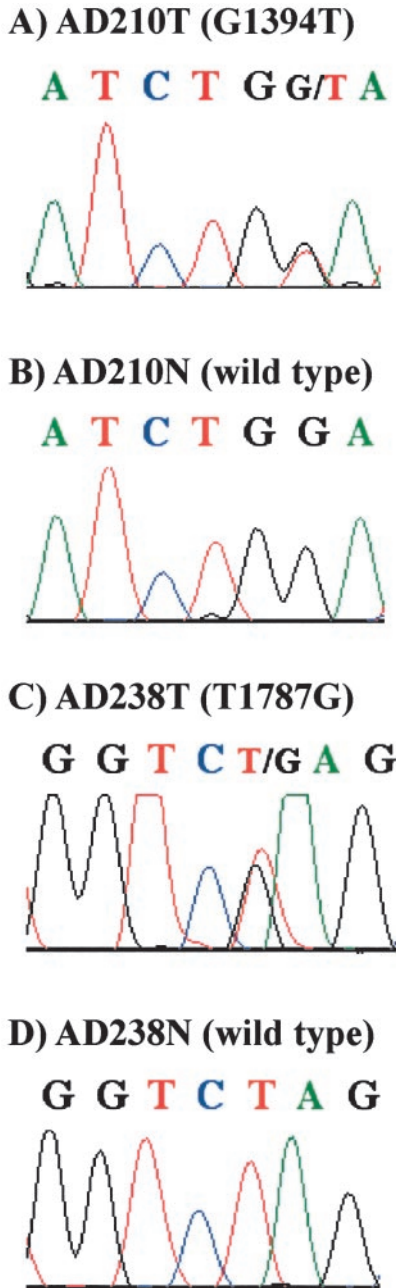 A) AD210T (G1394T)
A T C T G G/T A
B) AD210N (wild type)
A T C T G G A
C) AD238T (T1787G)
G G T C T/G A G
D) AD238N (wild type)
G G T C T A G